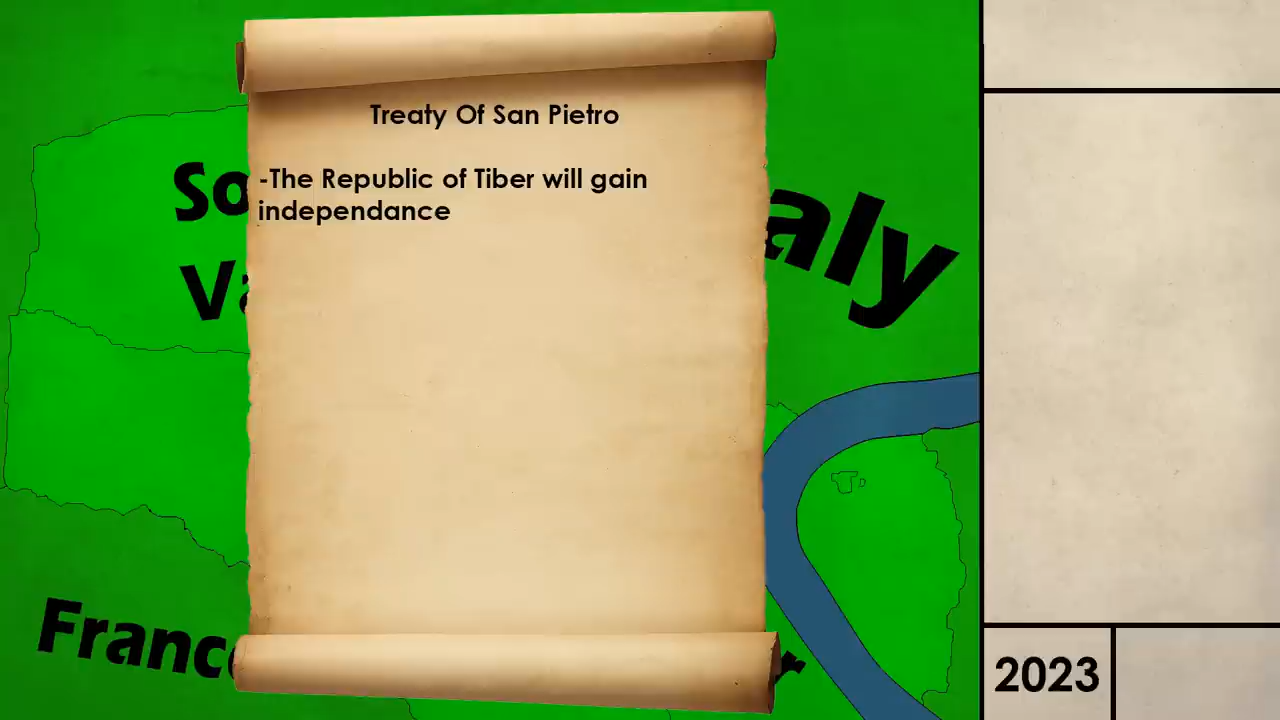 Treaty Of San Pietro
-The Republic of Tiber will gain
independance
2023